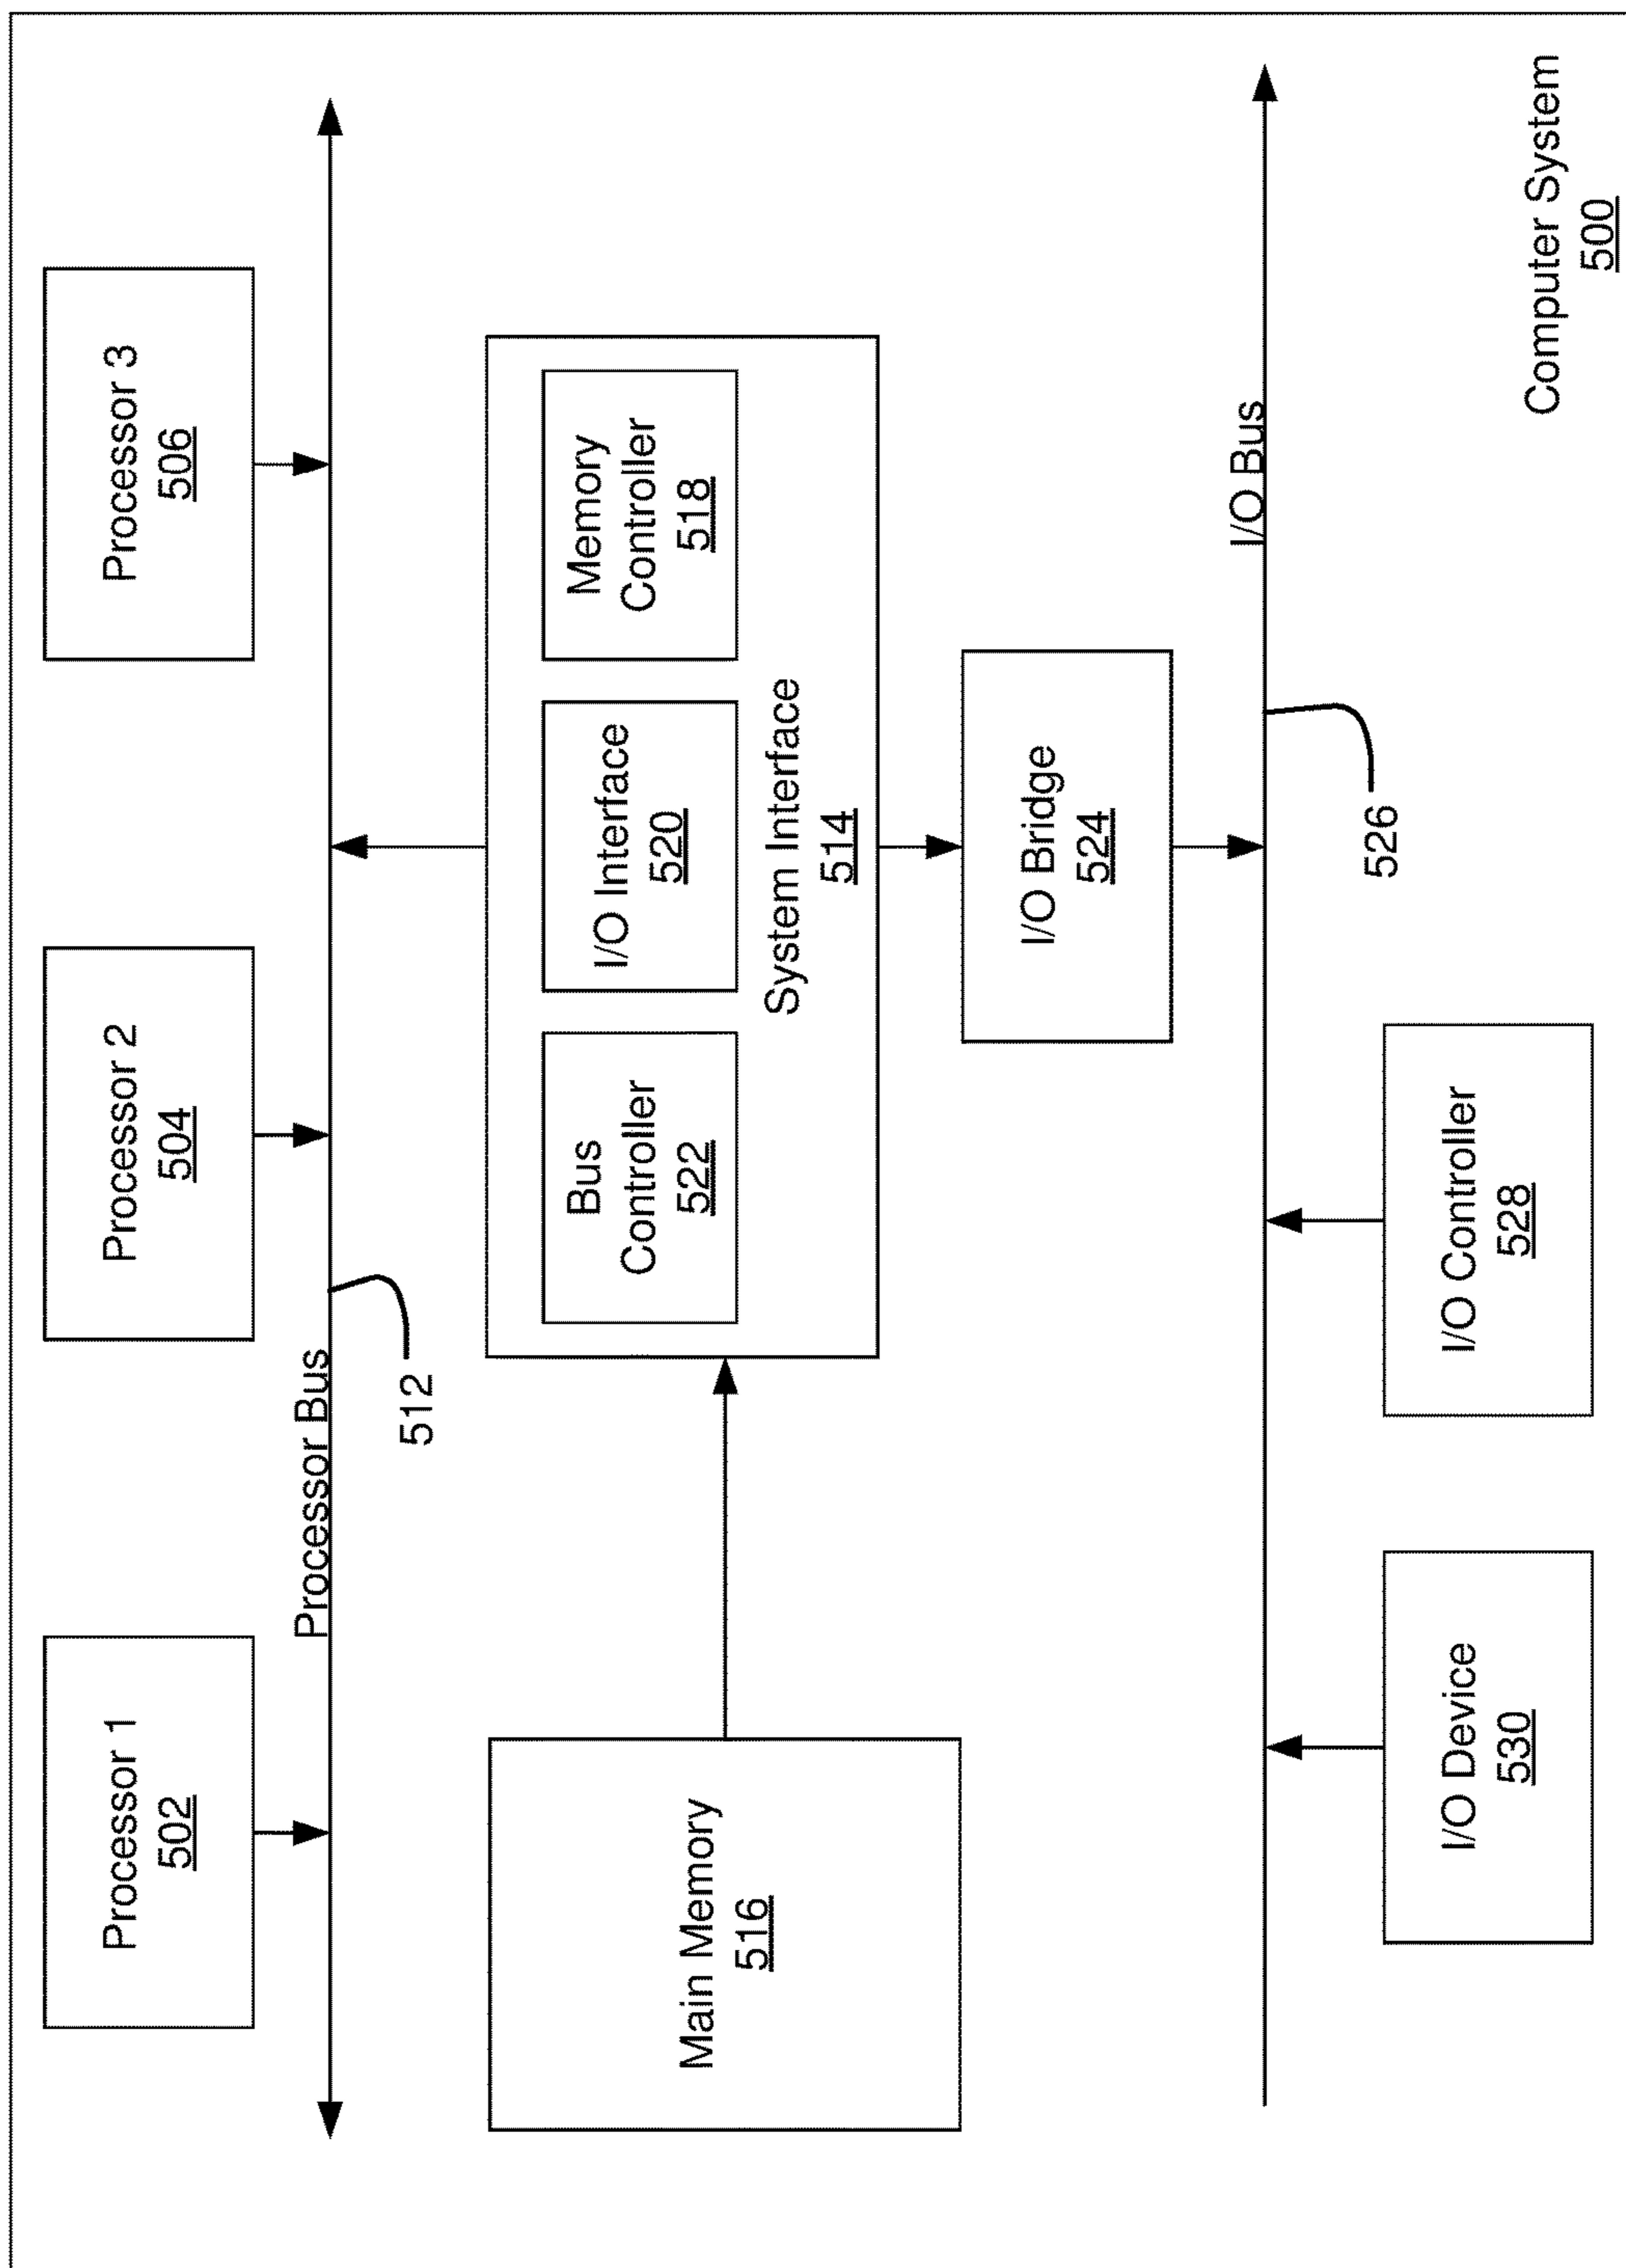 Processor 1
502
Processor 2
504
Processor 3
506
Processor Bus
512
Main Memory
516
Bus
Controller
522
I/O Interface
520
Memory
Controller
518
System Interface
514
I/O Bridge
524
I/O Bus
526
I/O Device
530
I/O Controller
528
Computer System
500